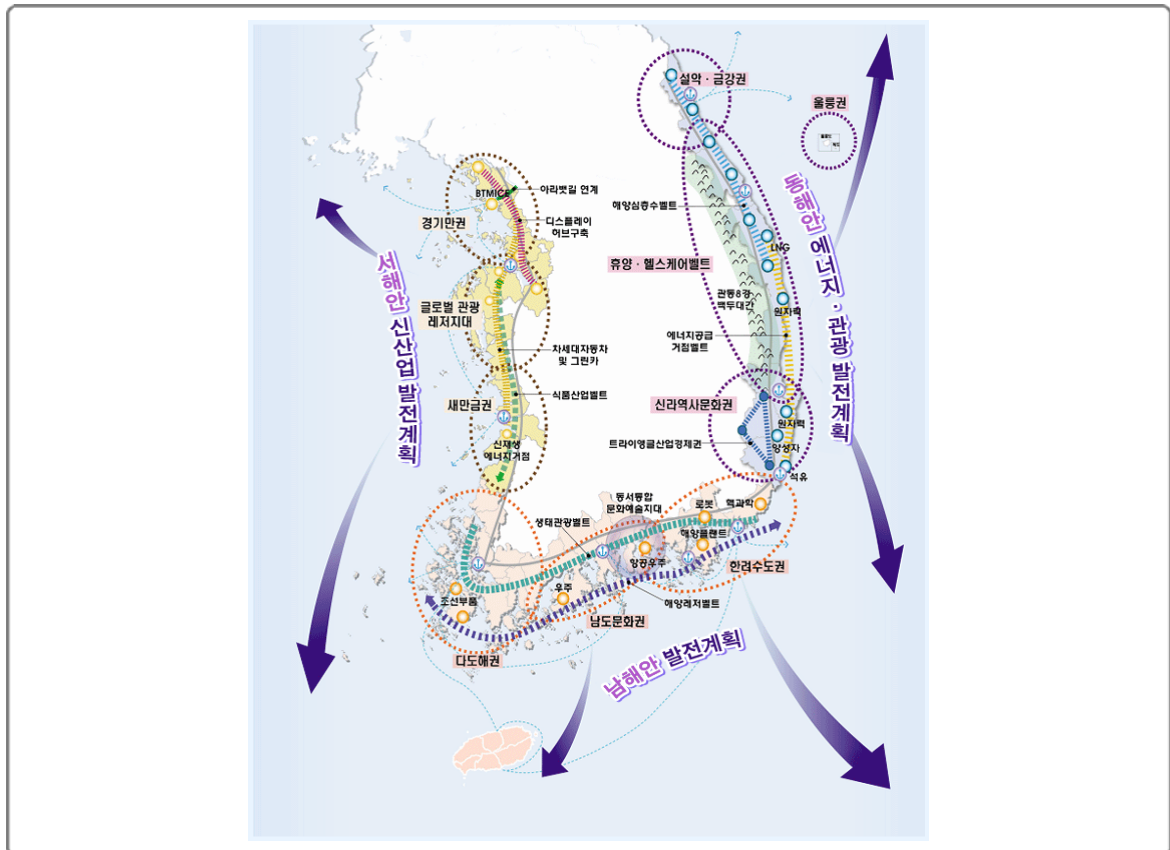 설악·금강권
울릉권
아라뱃길 연계
BTMICE
경기만권
디스플레이
허브구축
해양심층수벨트
동해안 에너지·관광 발전계획
LNG
휴양·헬스케어벨트
서해안 신산업 발전계획
관동8경
백두대간
원자력
글로벌 관광
레저지대
에너지공급
거점벨트
차세대자동차
및 그린카
식품산업벨트
새만금권
신라역사문화권
원자력
신재생
에너지거점
트라이앵글산업경제권
양성자
석유
동서통합
문화예술지대
로봇
핵과학
생태관광벨트
해양플랜트
항공우주
한려수도권
우주
조선부품
해양레저벨트
남도문화권
다도해권
남해안 발전계획